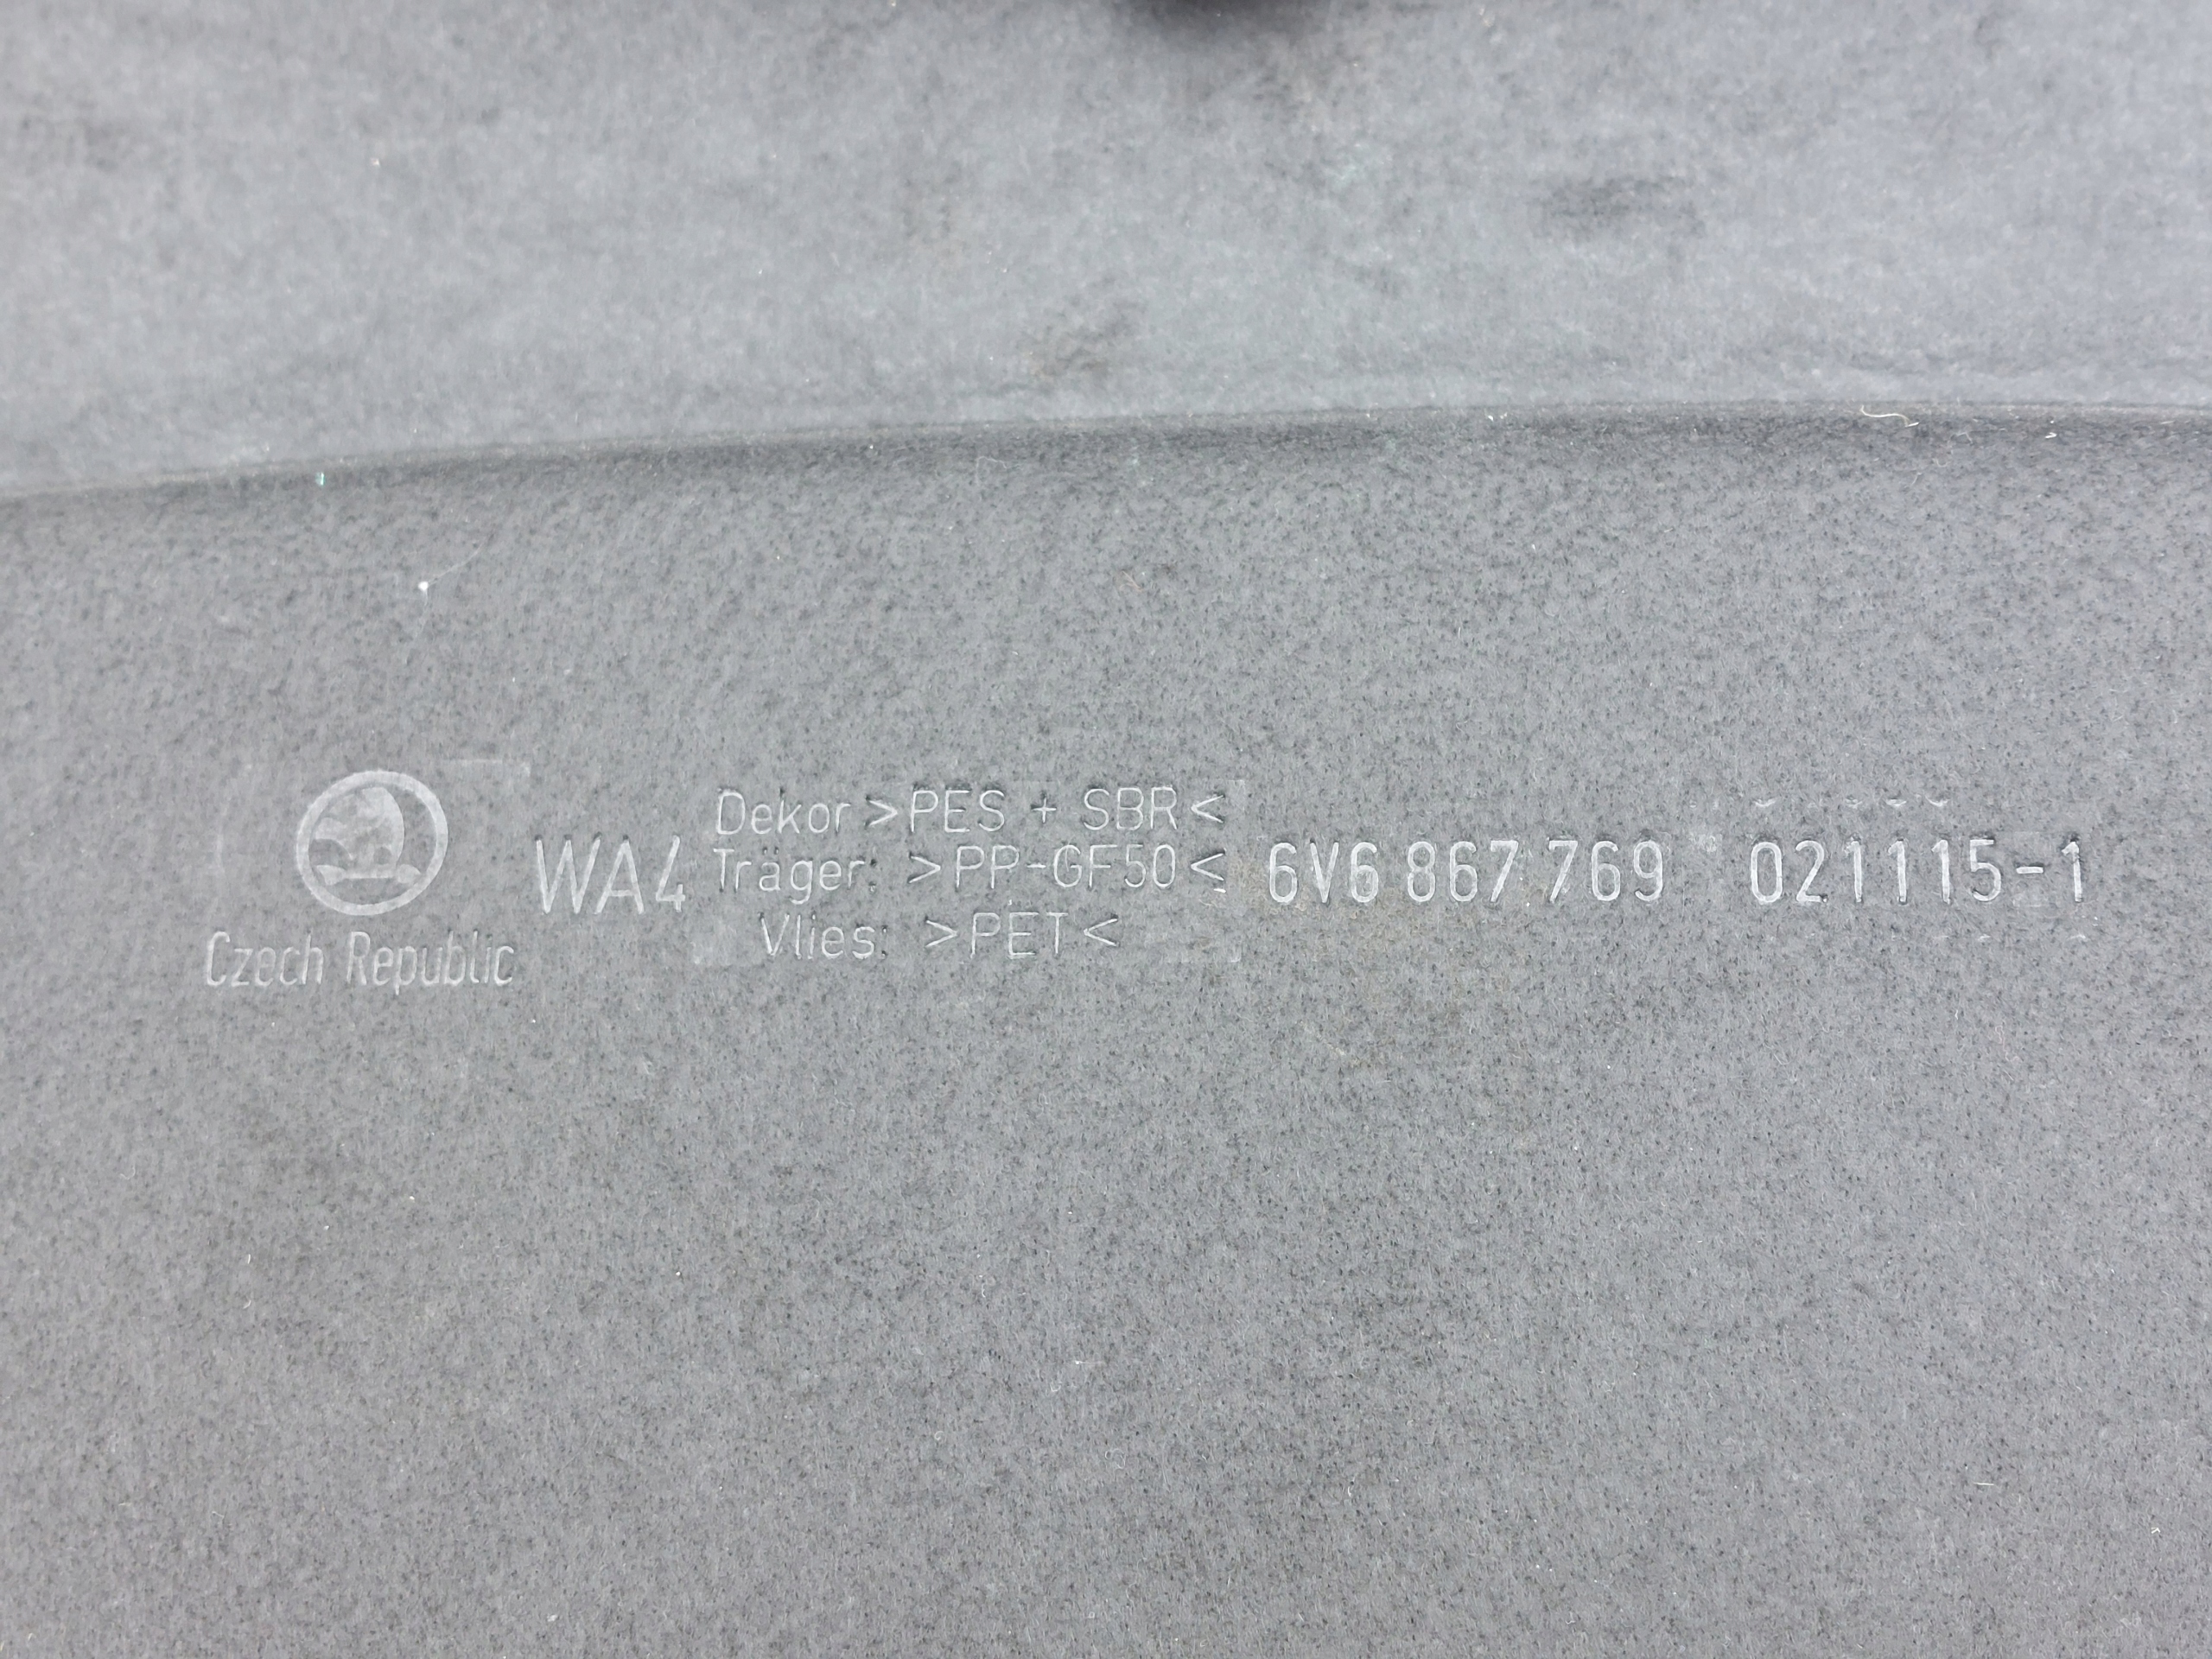 Czech Republic
WA4
Dekor >PES + SBR<
Träger: >PP-GF50<
Vlies: >PET<
6V6 867 769
021115-1